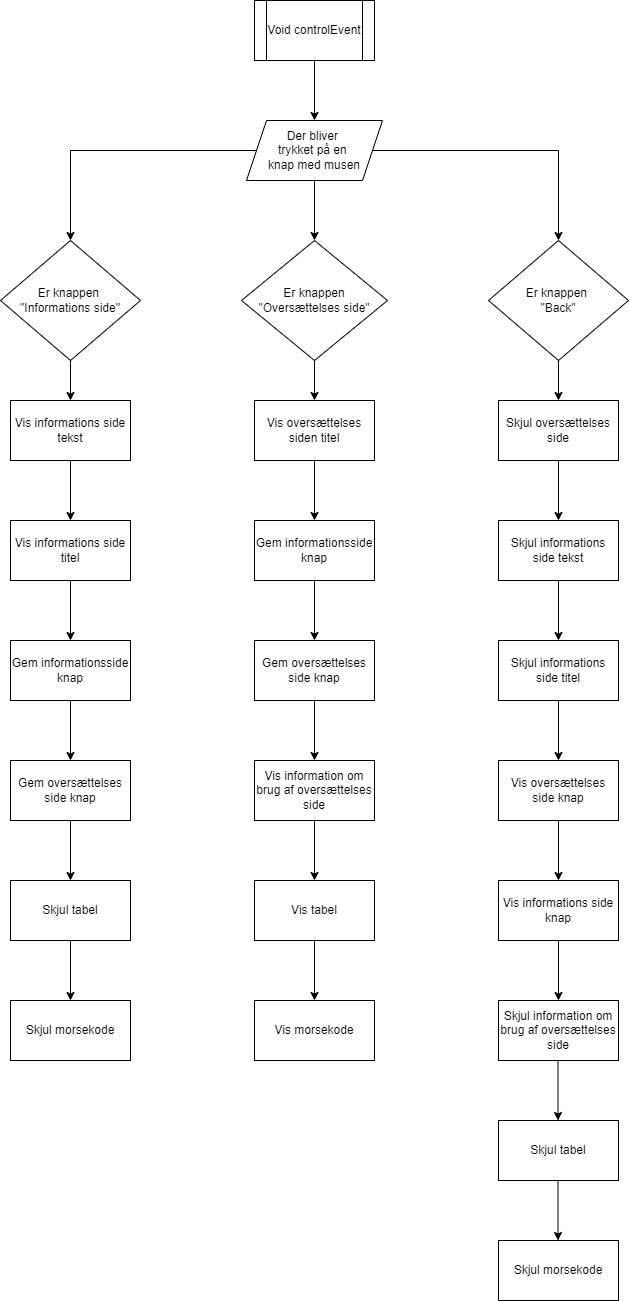 Void controlEvent
Der bliver
trykket på en
knap med musen
Er knappen
"Informations side"
Er knappen
"Oversættelses side"
Er knappen
"Back"
Vis informations side
tekst
Vis oversættelses
siden titel
Skjul oversættelses
side
Vis informations side
titel
Gem informationsside
knap
Skjul informations
side tekst
Gem informationsside
knap
Gem oversættelses
side knap
Skjul informations
side titel
Gem oversættelses
side knap
Vis information om
brug af oversættelses
side
Vis oversættelses
side knap
Skjul tabel
Vis tabel
Vis informations side
knap
Skjul morsekode
Vis morsekode
Skjul information om
brug af oversættelses
side
Skjul tabel
Skjul morsekode